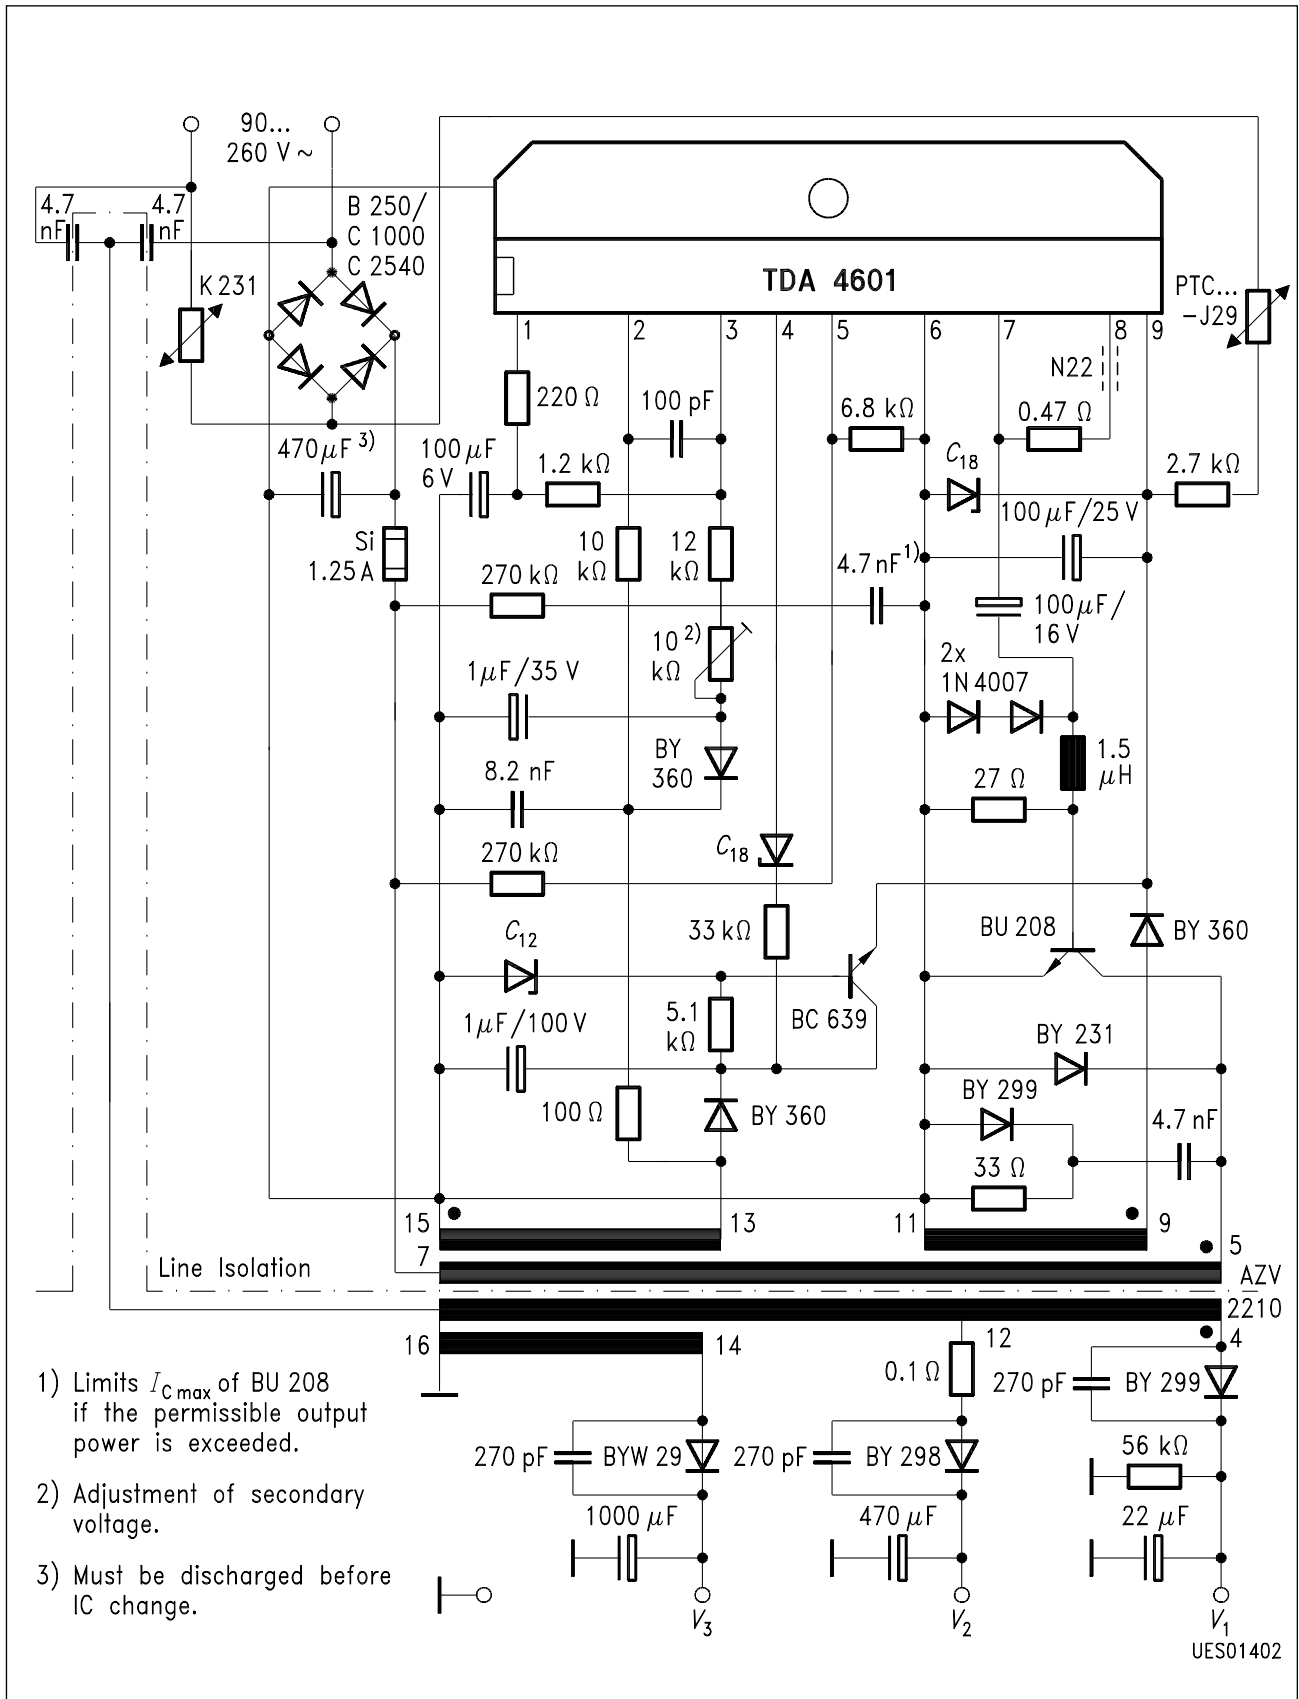 90...
260 V ~
4.7
nF
4.7
nF
B 250/
C 1000
C 2540
K 231
TDA 4601
PTC...
-J29
1
2
3
4
5
6
7
8
9
N22
220 Ω
100 pF
6.8 kΩ
0.47 Ω
470 μF 3)
100 μF
6 V
1.2 kΩ
C18
2.7 kΩ
100 μF/25 V
Si
1.25 A
10
kΩ
12
kΩ
4.7 nF 1)
270 kΩ
100 μF/
16 V
10 2)
kΩ
2x
1N 4007
1 μF/35 V
BY
360
1.5
μH
8.2 nF
27 Ω
C18
270 kΩ
33 kΩ
BU 208
BY 360
C12
BC 639
5.1
kΩ
1 μF/100 V
BY 231
BY 299
100 Ω
BY 360
4.7 nF
33 Ω
15
13
11
9
7
5
Line Isolation
AZV
2210
16
14
12
4
0.1 Ω
270 pF
BY 299
270 pF
BYW 29
270 pF
BY 298
56 kΩ
1000 μF
470 μF
22 μF
V3
V2
V1
1) Limits IC max of BU 208
if the permissible output
power is exceeded.
2) Adjustment of secondary
voltage.
3) Must be discharged before
IC change.
UES01402